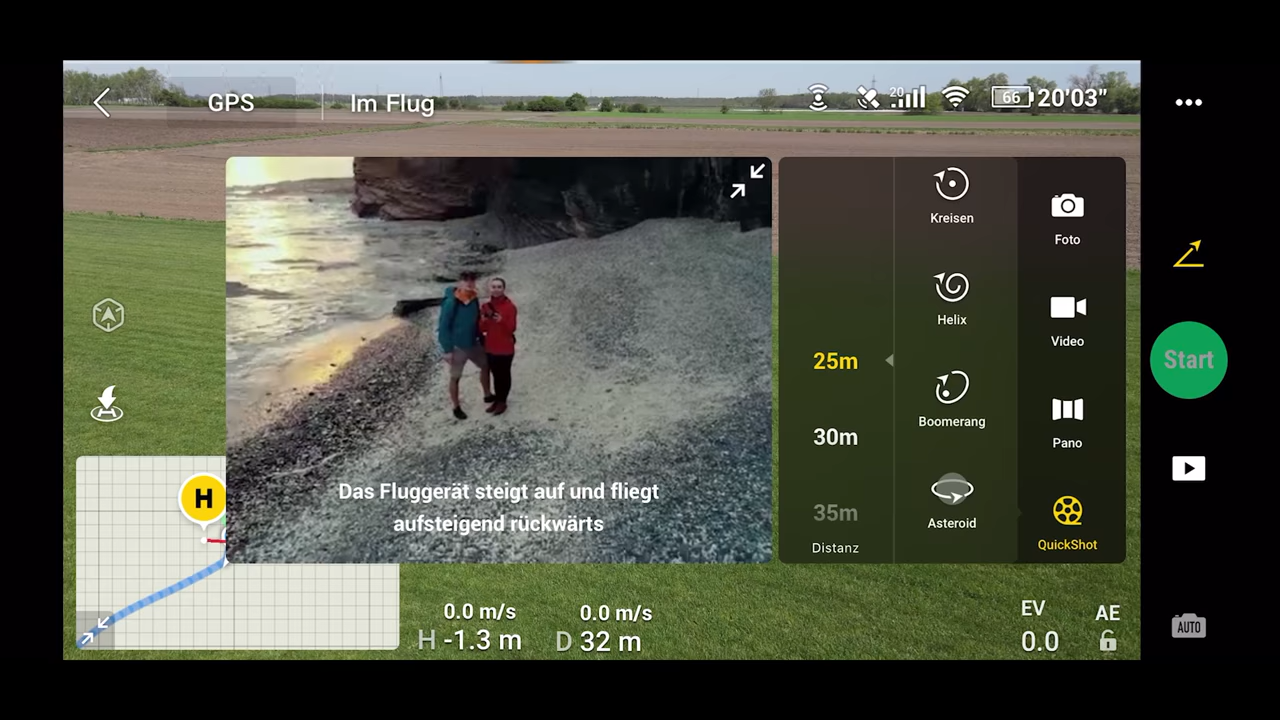 GPS
Im Flug
20
66
20'03"
Kreisen
Helix
Boomerang
Asteroid
25m
30m
35m
Distanz
Foto
Video
Pano
QuickShot
Start
Das Fluggerät steigt auf und fliegt
aufsteigend rückwärts
H
0.0 m/s
0.0 m/s
H -1.3 m
D 32 m
EV
0.0
AE
AUTO